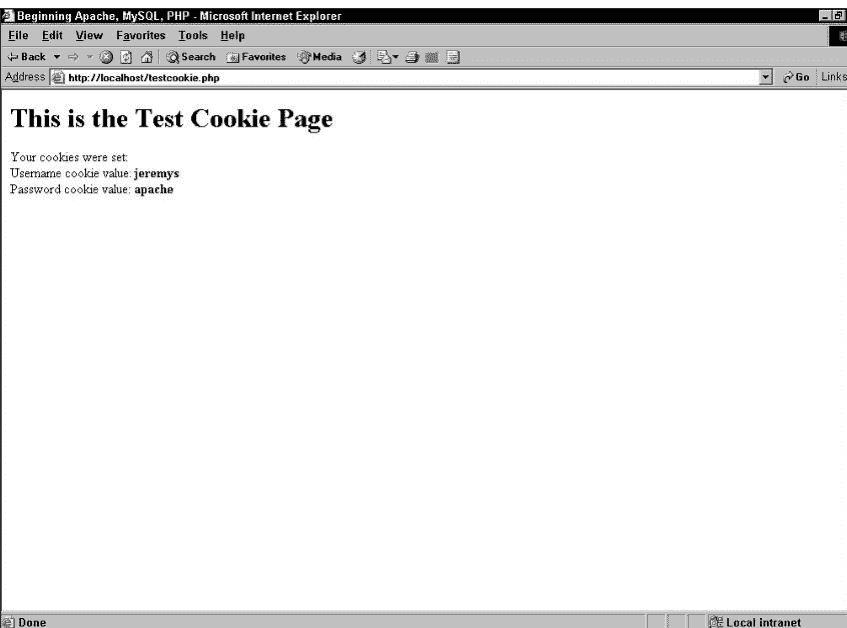 Beginning Apache, MySQL, PHP - Microsoft Internet Explorer
File Edit View Favorites Tools Help
Back Search Favorites Media
Address http://localhost/testcookie.php Go Links
This is the Test Cookie Page
Your cookies were set:
Username cookie value: jeremys
Password cookie value: apache
Done Local intranet